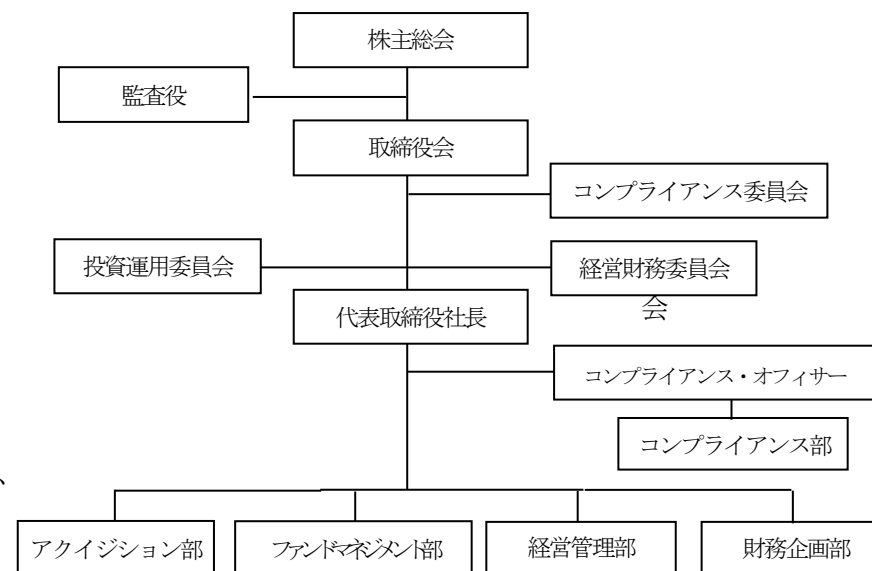 株主総会
監査役
取締役会
コンプライアンス委員会
投資運用委員会
経営財務委員会
会
代表取締役社長
コンプライアンス・オフィサー
コンプライアンス部
、
アクイジション部
ファンドマネジメント部
経営管理部
財務企画部